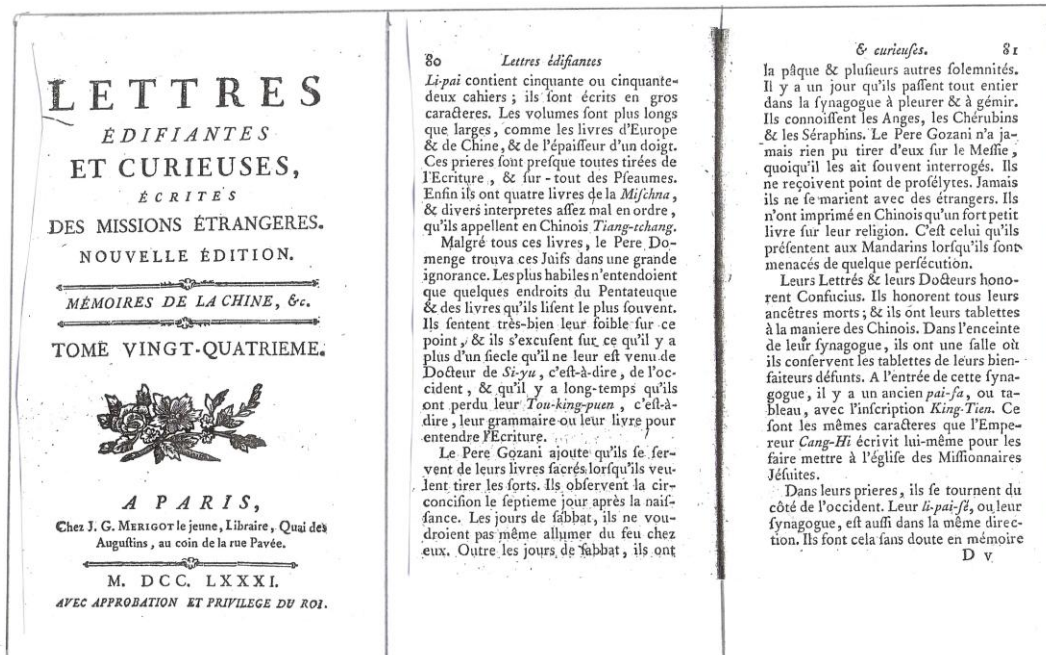 LETTRES
ÉDIFIANTES
ET CURIEUSES,
ÉCRITES
DES MISSIONS ÉTRANGERES.
NOUVELLE ÉDITION.
MÉMOIRES DE LA CHINE, &c.
TOME VINGT-QUATRIEME.
A PARIS,
Chez J. G. MERIGOT le jeune, Libraire, Quai des
Augustins, au coin de la rue Pavée.
M. DCC. LXXXI.
AVEC APPROBATION ET PRIVILEGE DU ROI.
80 Lettres édifiantes
Li-pai contient cinquante ou cinquante-
deux cahiers ; ils ſont écrits en gros
caracteres. Les volumes ſont plus longs
que larges, comme les livres d'Europe
& de Chine, & de l'épaiſſeur d'un doigt.
Ces prieres ſont preſque toutes tirées de
l'Ecriture, & ſur-tout des Pſeaumes.
Enfin ils ont quatre livres de la Miſchna,
& divers interpretes aſſez mal en ordre,
qu'ils appellent en Chinois Tiang-tchang.
Malgré tous ces livres, le Pere Do-
menge trouva ces Juifs dans une grande
ignorance. Les plus habiles n'entendoient
que quelques endroits du Pentateuque
& des livres qu'ils liſent le plus ſouvent.
Ils ſentent très-bien leur foible ſur ce
point, & ils s'excuſent ſur ce qu'il y a
plus d'un ſiecle qu'il ne leur eſt venu de
Docteur de Si-yu, c'eſt-à-dire, de l'oc-
cident, & qu'il y a long-temps qu'ils
ont perdu leur Tou-king-puen, c'eſt-à-
dire, leur grammaire ou leur livre pour
entendre l'Ecriture.
Le Pere Gozani ajoute qu'ils ſe ſer-
vent de leurs livres ſacrés lorſqu'ils veu-
lent tirer les ſorts. Ils obſervent la cir-
conciſion le ſeptieme jour après la naiſ-
ſance. Les jours de ſabbat, ils ne vou-
droient pas même allumer du feu chez
eux. Outre les jours de ſabbat, ils ont
& curieuſes. 81
la pâque & pluſieurs autres ſolemnités.
Il y a un jour qu'ils paſſent tout entier
dans la ſynagogue à pleurer & à gémir.
Ils connoiſſent les Anges, les Chérubins
& les Séraphins. Le Pere Gozani n'a ja-
mais rien pu tirer d'eux ſur le Meſſie,
quoiqu'il les ait ſouvent interrogés. Ils
ne reçoivent point de proſélytes. Jamais
ils ne ſe marient avec des étrangers. Ils
n'ont imprimé en Chinois qu'un fort petit
livre ſur leur religion. C'eſt celui qu'ils
préſentent aux Mandarins lorſqu'ils ſont
menacés de quelque perſécution.
Leurs Lettrés & leurs Docteurs hono-
rent Confucius. Ils honorent tous leurs
ancêtres morts ; & ils ont leurs tablettes
à la maniere des Chinois. Dans l'enceinte
de leur ſynagogue, ils ont une ſalle où
ils conſervent les tablettes de leurs bien-
faiteurs défunts. A l'entrée de cette ſyna-
gogue, il y a un ancien pai-fa, ou ta-
bleau, avec l'inſcription King-Tien. Ce
ſont les mêmes caracteres que l'Empe-
reur Cang-Hi écrivit lui-même pour les
faire mettre à l'égliſe des Miſſionnaires
Jéſuites.
Dans leurs prieres, ils ſe tournent du
côté de l'occident. Leur li-pai-ſé, ou leur
ſynagogue, eſt auſſi dans la même direc-
tion. Ils font cela ſans doute en mémoire
D v